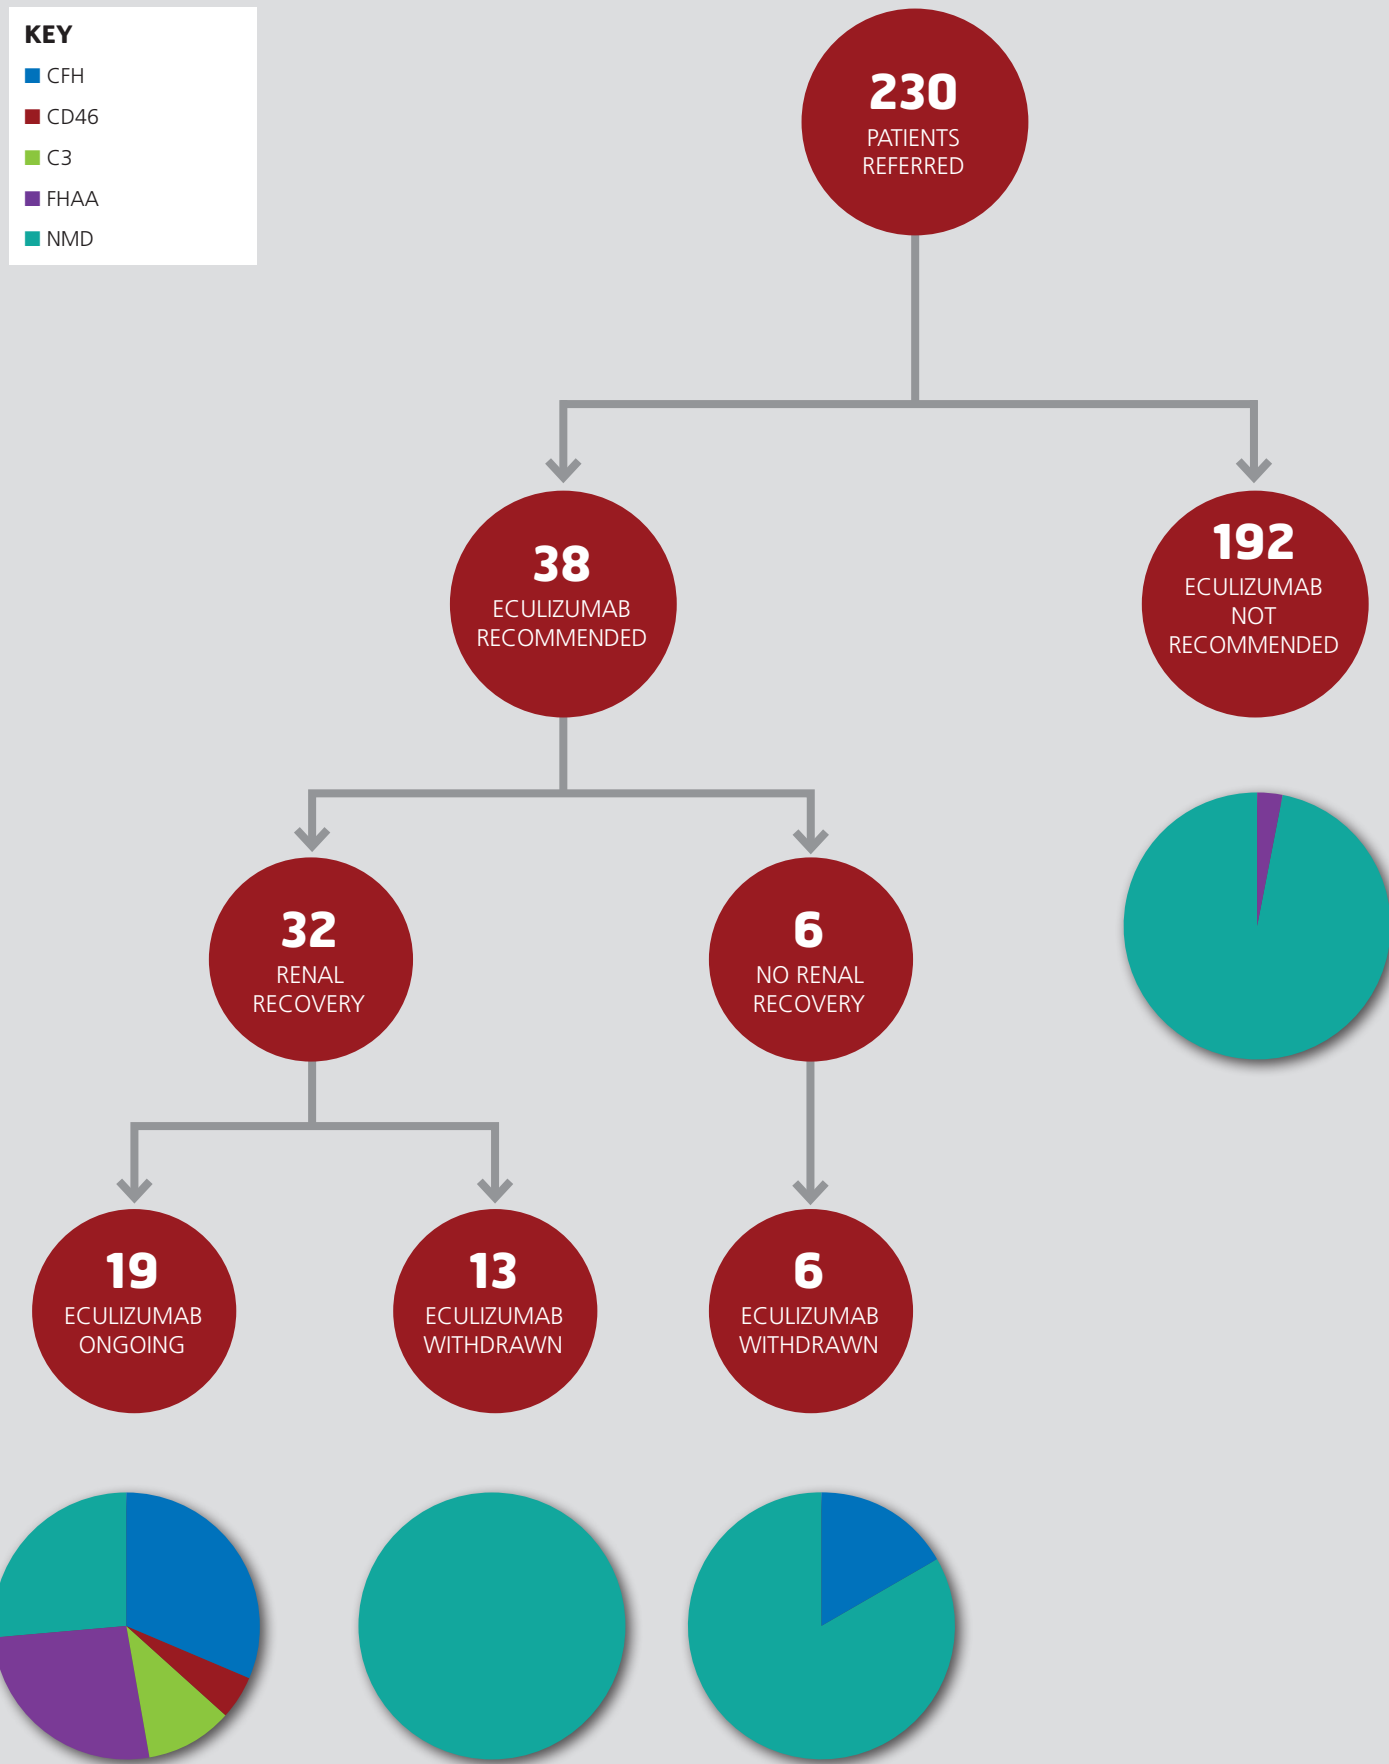 KEY
CFH
CD46
C3
FHAA
NMD
230
PATIENTS
REFERRED
38
ECULIZUMAB
RECOMMENDED
192
ECULIZUMAB
NOT
RECOMMENDED
32
RENAL
RECOVERY
6
NO RENAL
RECOVERY
19
ECULIZUMAB
ONGOING
13
ECULIZUMAB
WITHDRAWN
6
ECULIZUMAB
WITHDRAWN